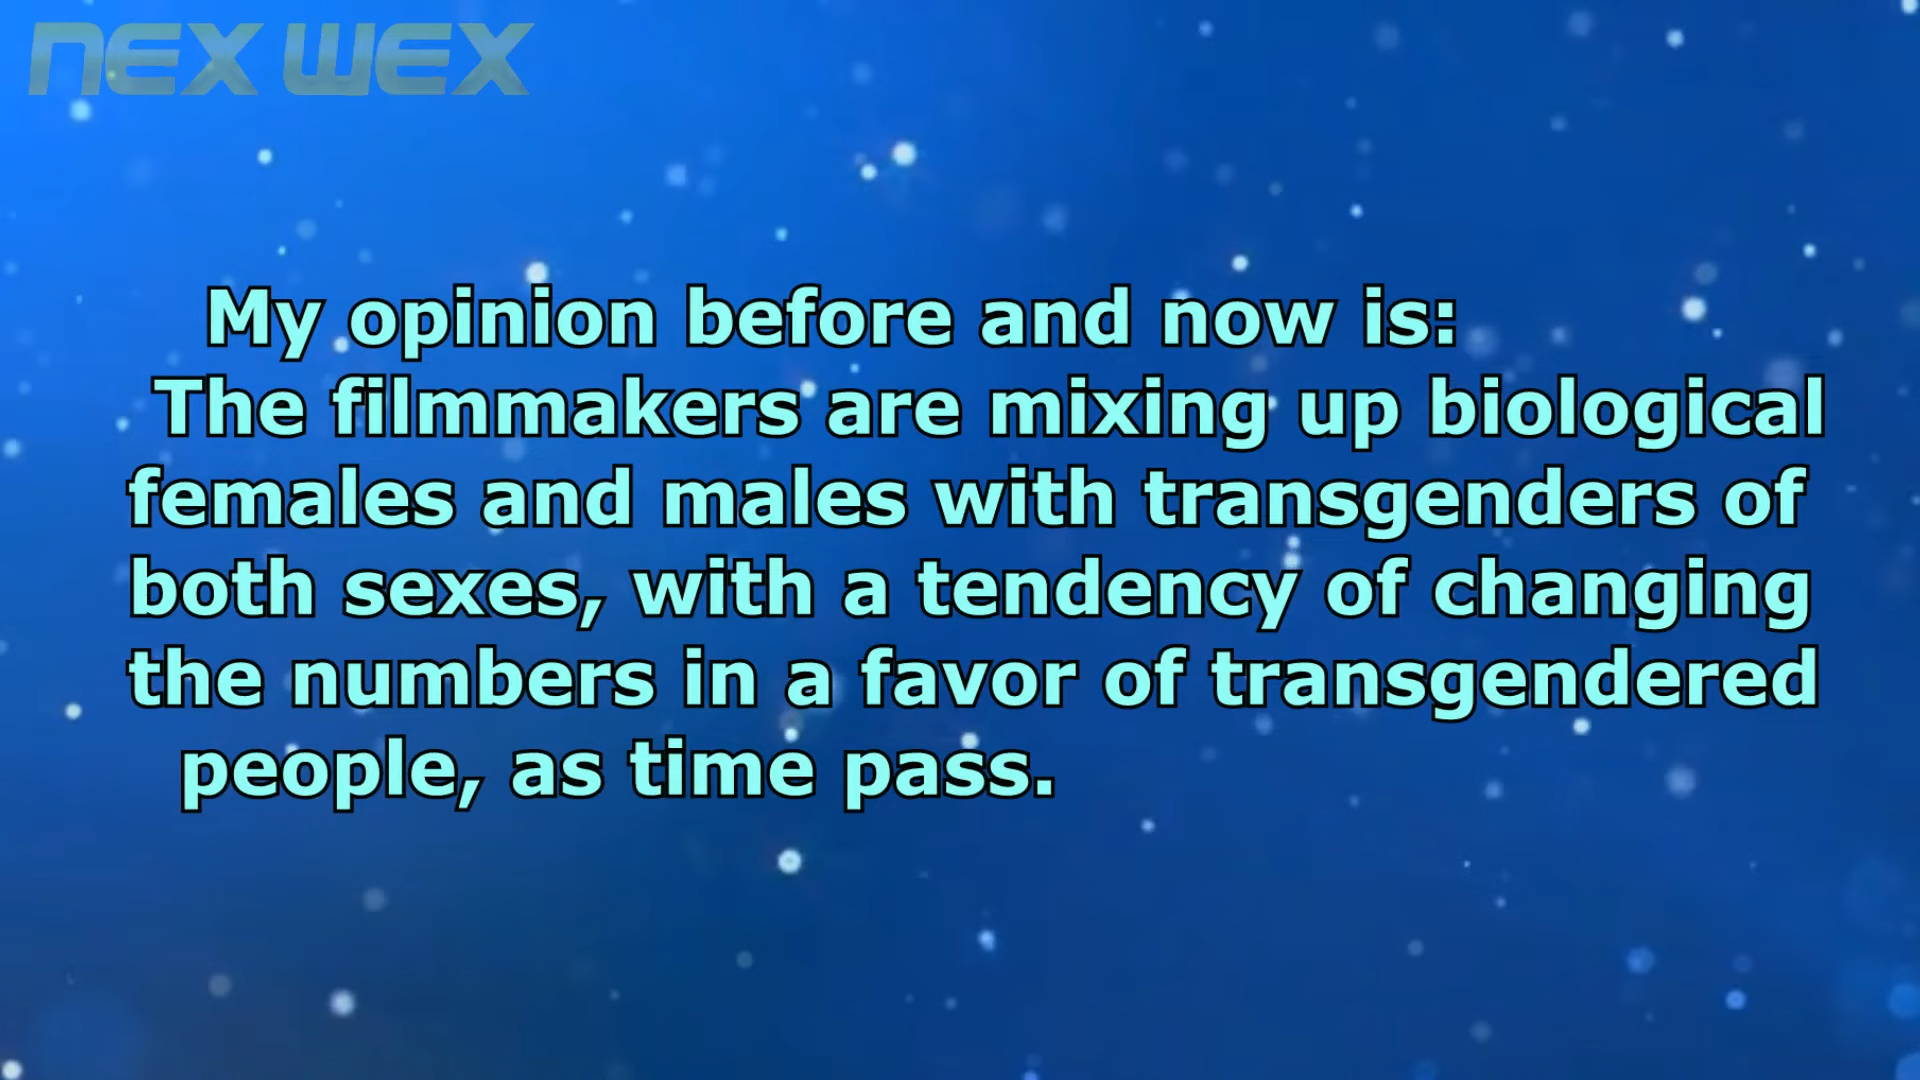 NEX WEX
My opinion before and now is:
The filmmakers are mixing up biological
females and males with transgenders of
both sexes, with a tendency of changing
the numbers in a favor of transgendered
people, as time pass.